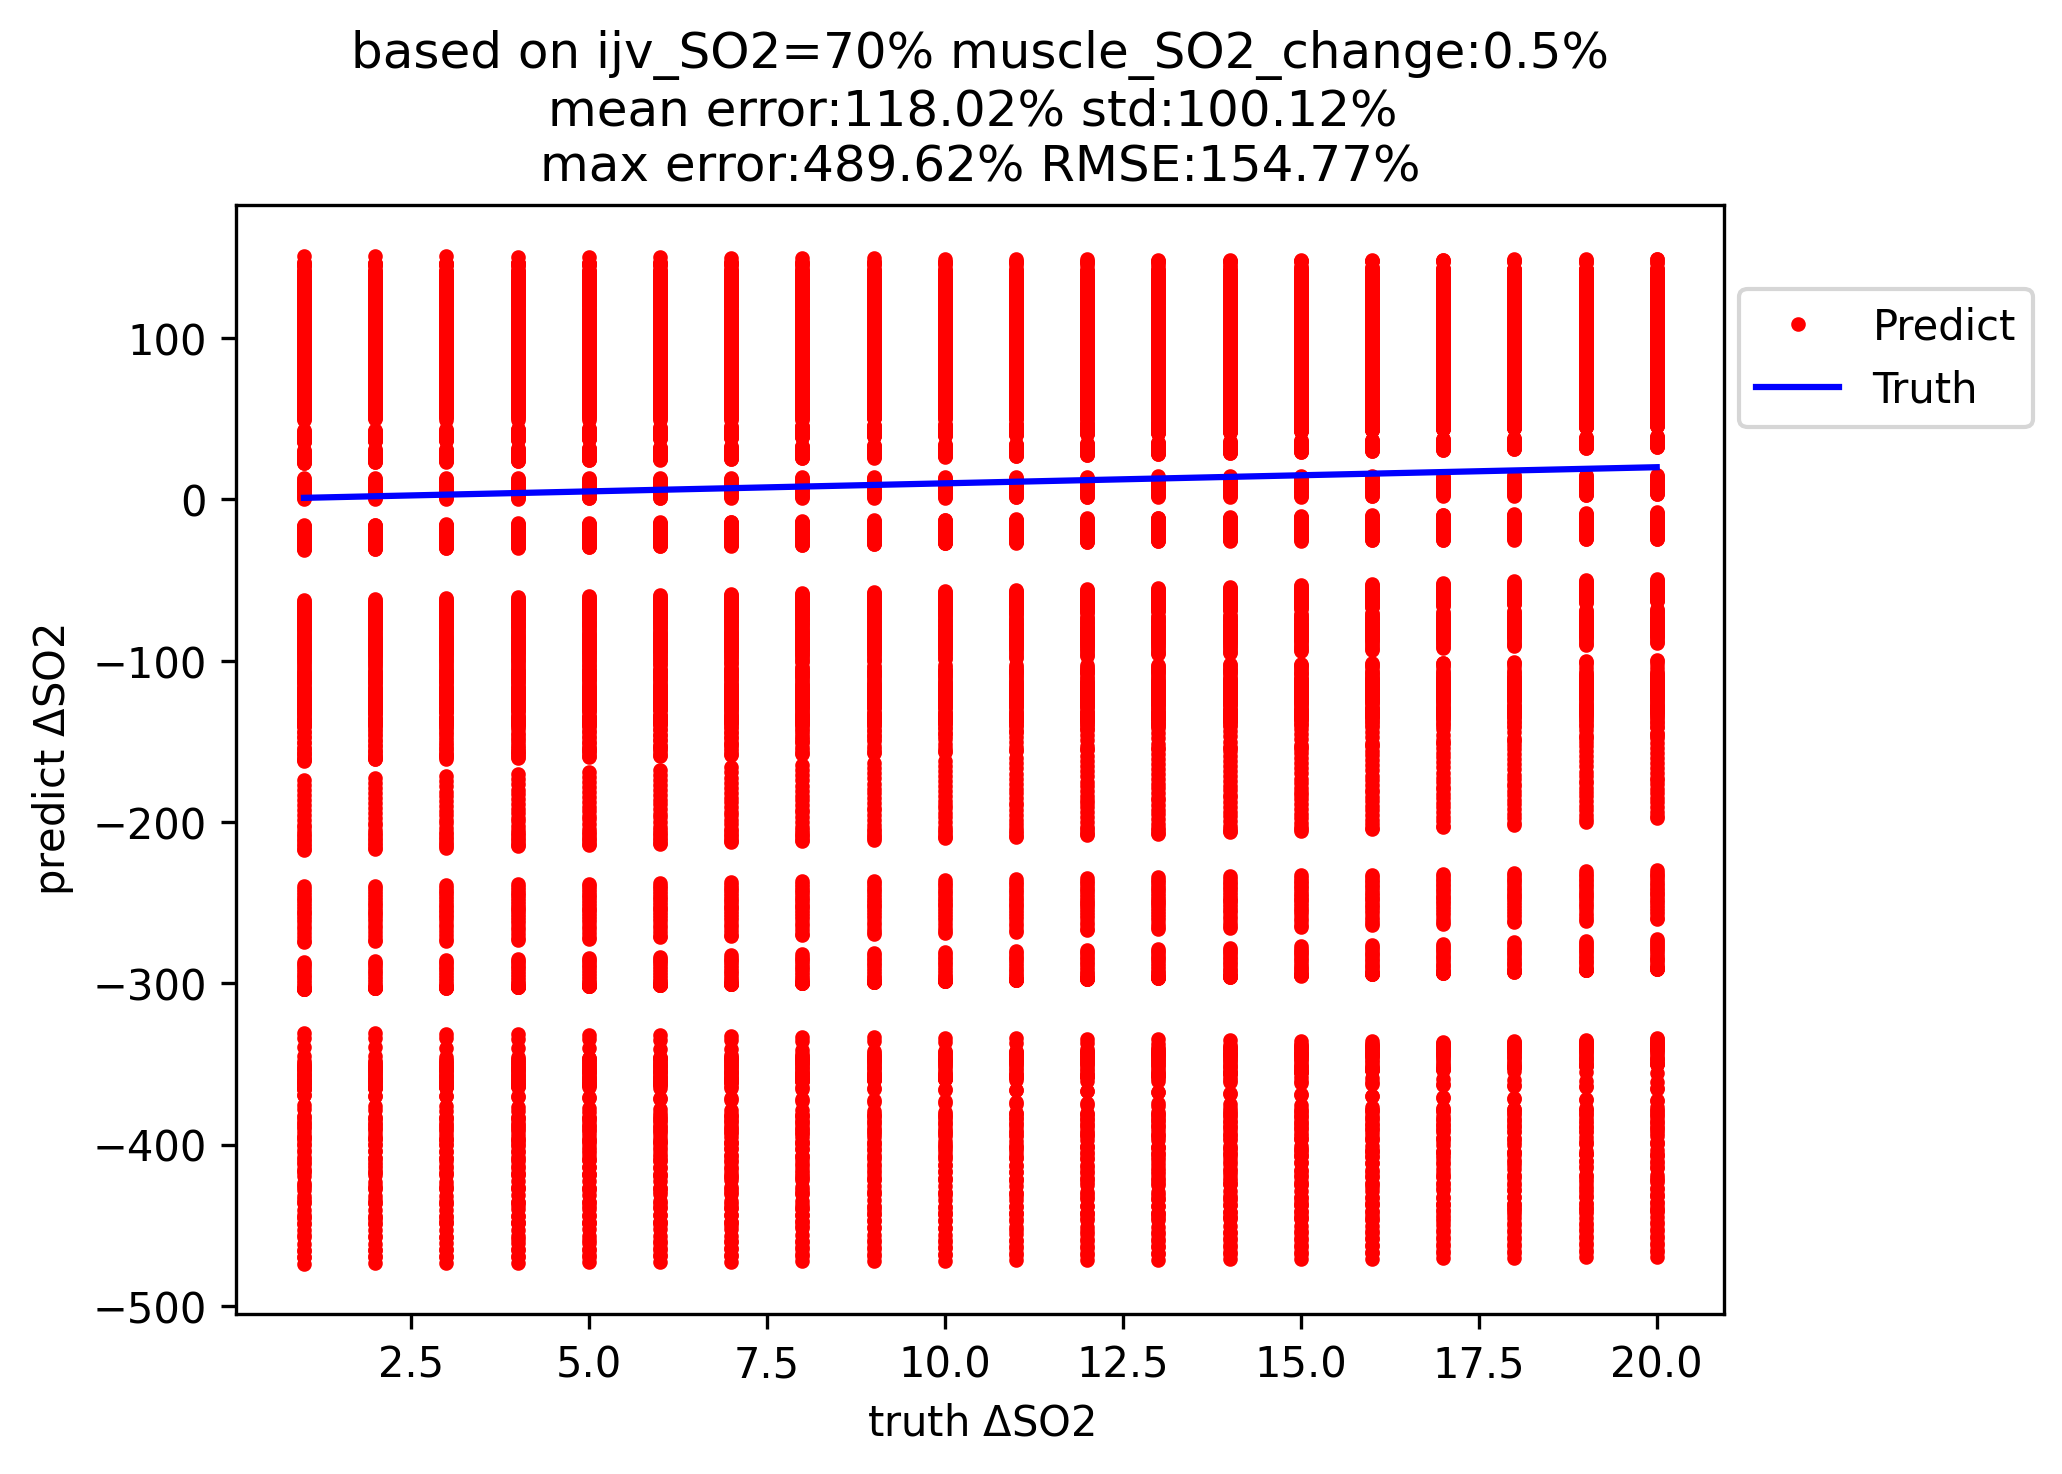 based on ijv_SO2=70% muscle_SO2_change:0.5%
mean error:118.02% std:100.12%
max error:489.62% RMSE:154.77%
Predict
Truth
100
0
−100
−200
−300
−400
−500
predict ΔSO2
2.5 5.0 7.5 10.0 12.5 15.0 17.5 20.0
truth ΔSO2